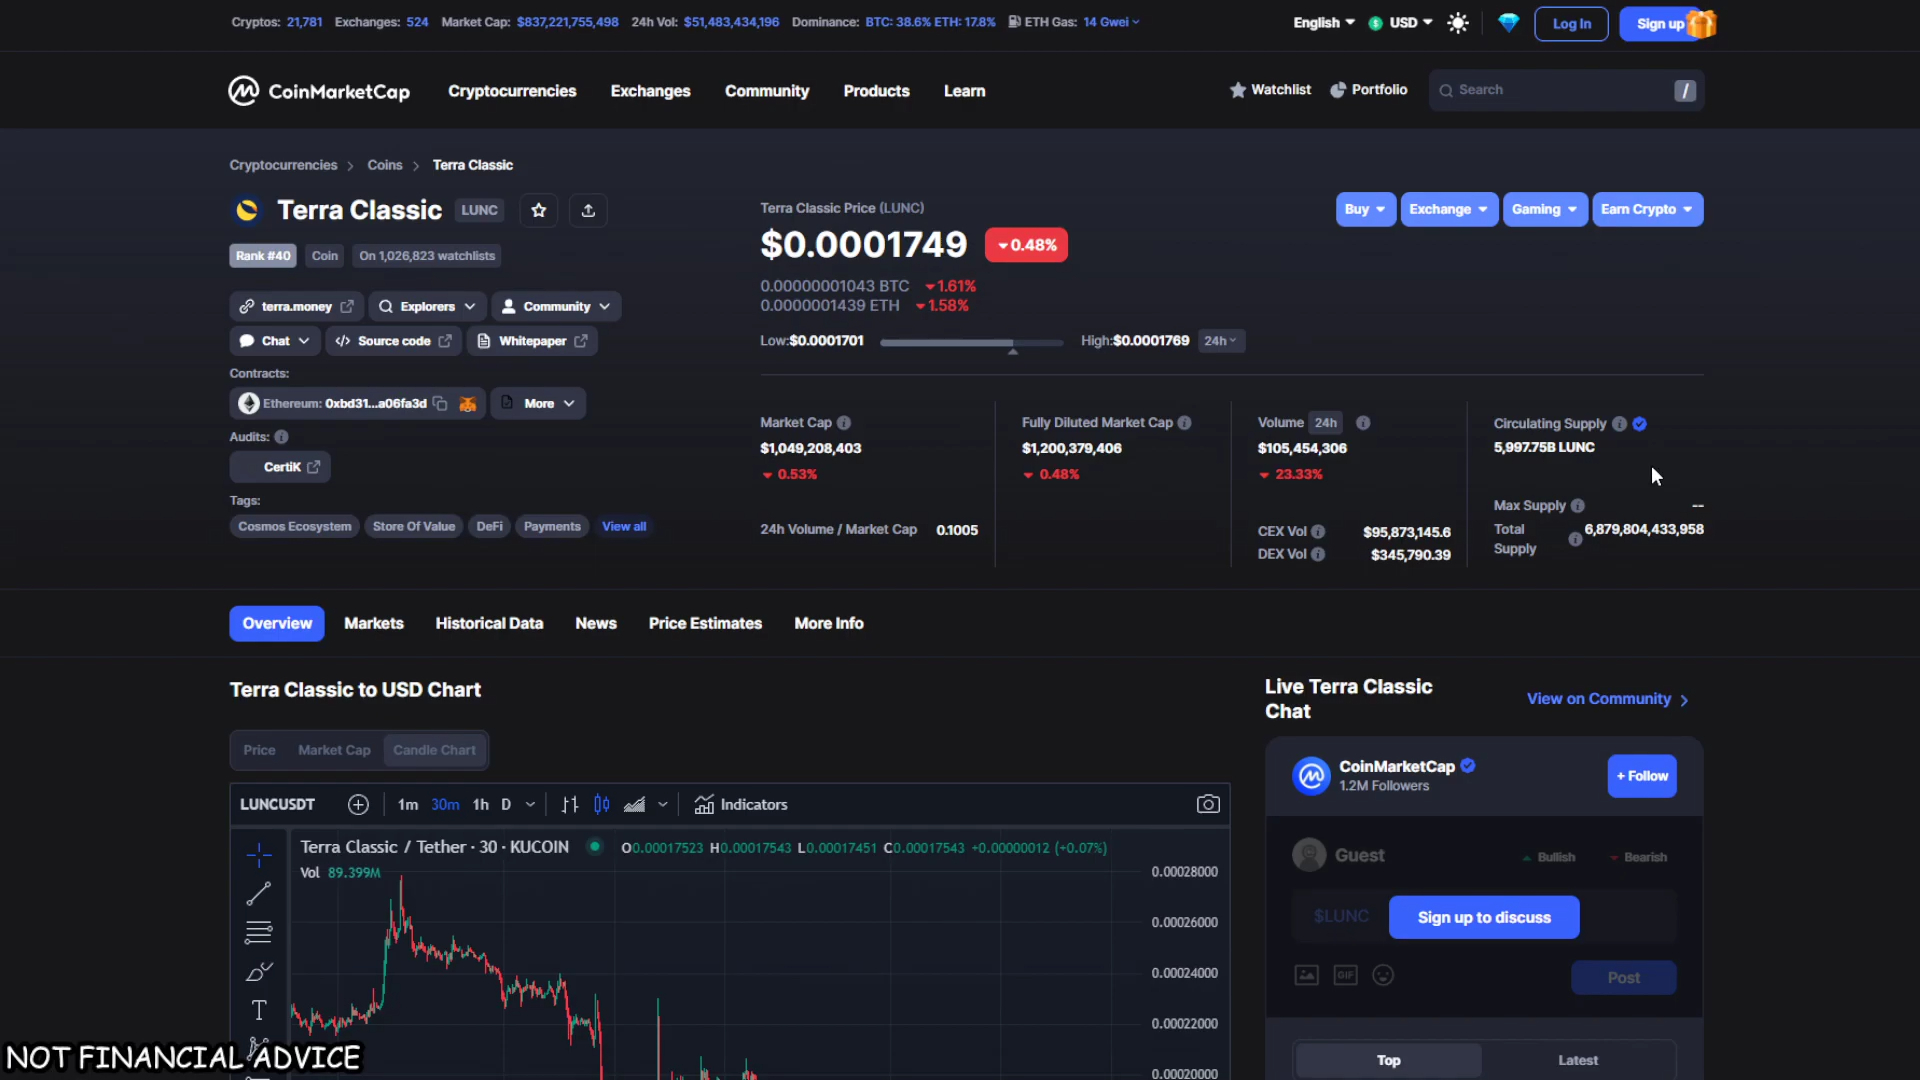 Cryptos: 21,781 Exchanges: 524 Market Cap: $837,221,755,498 24h Vol: $51,483,434,196 Dominance: BTC: 38.6% ETH: 17.8% ETH Gas: 14 Gwei
English USD Log In Sign up
CoinMarketCap Cryptocurrencies Exchanges Community Products Learn Watchlist Portfolio Search /
Cryptocurrencies > Coins > Terra Classic
Terra Classic LUNC
Rank #40 Coin On 1,026,823 watchlists
terra.money Explorers Community
Chat Source code Whitepaper
Contracts:
Ethereum: 0xbd31...a06fa3d More
Audits:
CertiK
Tags:
Cosmos Ecosystem Store Of Value DeFi Payments View all
Terra Classic Price (LUNC)
$0.0001749 0.48%
0.00000001043 BTC 1.61%
0.0000001439 ETH 1.58%
Low:$0.0001701 High:$0.0001769 24h
Buy Exchange Gaming Earn Crypto
Market Cap
$1,049,208,403
0.53%
24h Volume / Market Cap 0.1005
Fully Diluted Market Cap
$1,200,379,406
0.48%
Volume 24h
$105,454,306
23.33%
CEX Vol $95,873,145.6
DEX Vol $345,790.39
Circulating Supply
5,997.75B LUNC
Max Supply --
Total Supply 6,879,804,433,958
Overview Markets Historical Data News Price Estimates More Info
Terra Classic to USD Chart
Price Market Cap Candle Chart
LUNCUSDT 1m 30m 1h D Indicators
Terra Classic / Tether · 30 · KUCOIN O0.00017523 H0.00017543 L0.00017451 C0.00017543 +0.00000012 (+0.07%)
Vol 89.399M
0.00028000
0.00026000
0.00024000
0.00022000
0.00020000
Live Terra Classic
Chat
View on Community >
CoinMarketCap
1.2M Followers
+ Follow
Guest Bullish Bearish
$LUNC Sign up to discuss
GIF Post
Top Latest
NOT FINANCIAL ADVICE